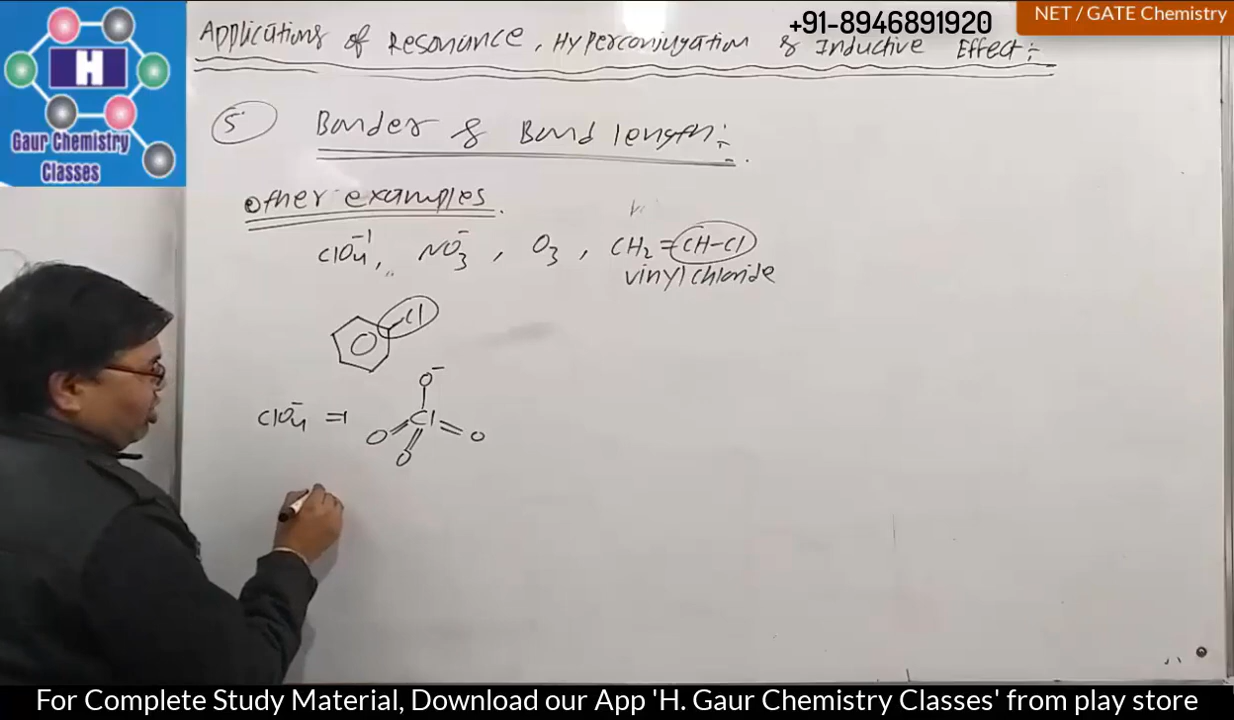 +91-8946891920
NET / GATE Chemistry
Applications of Resonance, Hyperconjugation & Inductive Effect :-
H
Gaur Chemistry
Classes
5 Border & Bond length :-
other examples.
ClO4-1, NO3-, O3, CH2=CH-Cl
vinyl chloride
Cl
O-
ClO4- = Cl
O O
O
For Complete Study Material, Download our App 'H. Gaur Chemistry Classes' from play store